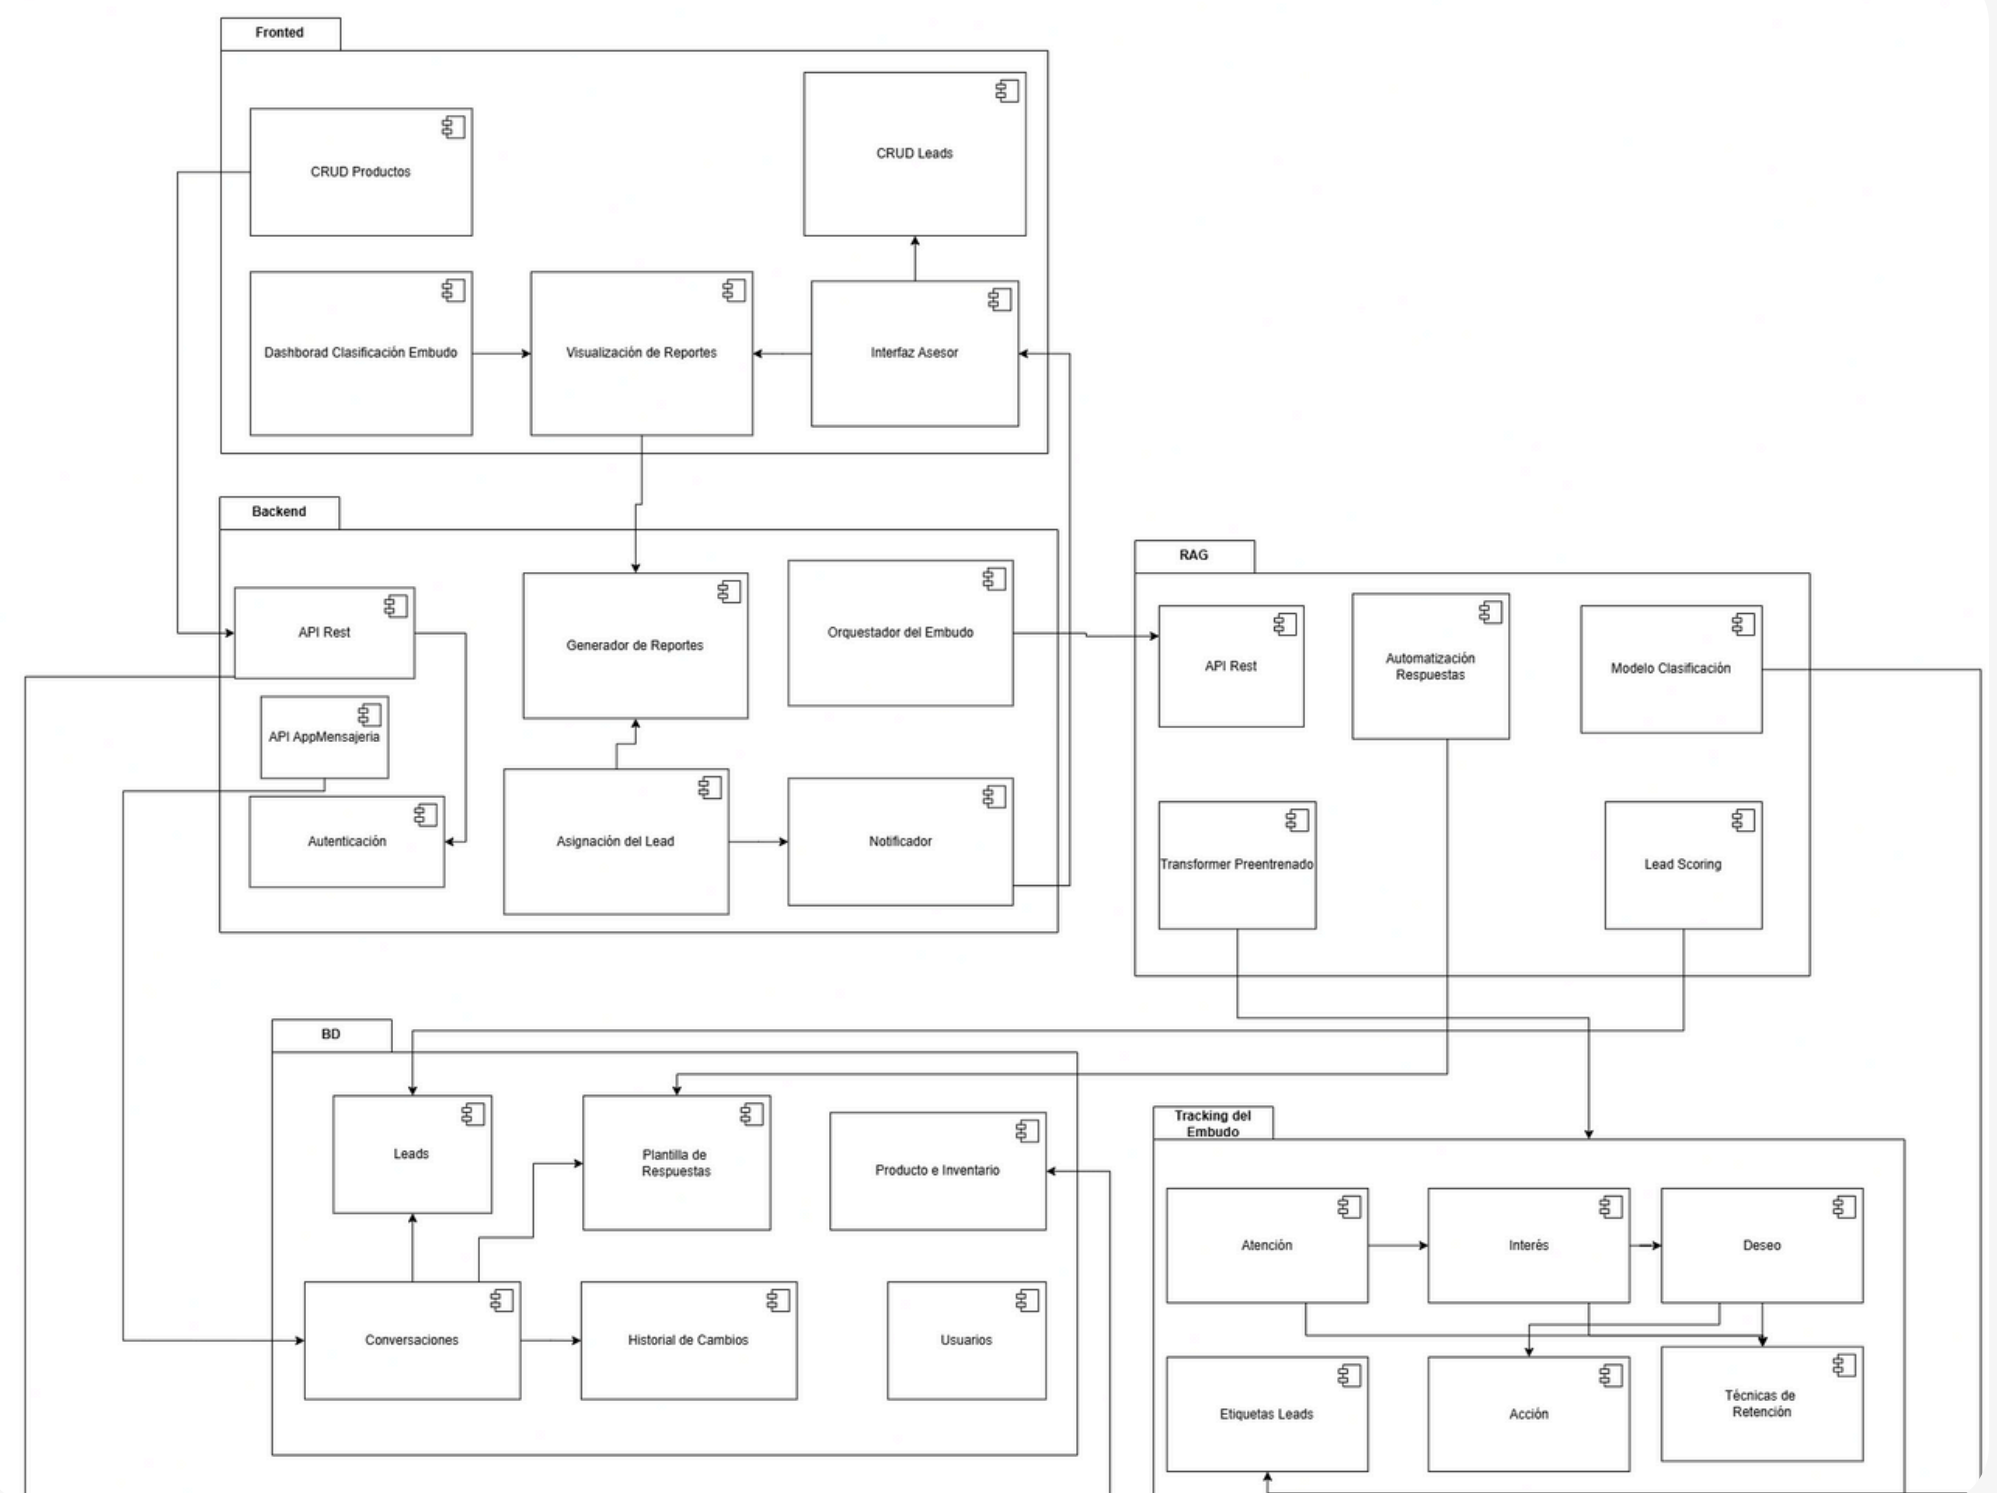 Fronted
CRUD Productos
CRUD Leads
Dashborad Clasificación Embudo
Visualización de Reportes
Interfaz Asesor
Backend
API Rest
Generador de Reportes
Orquestador del Embudo
API AppMensajeria
Autenticación
Asignación del Lead
Notificador
RAG
API Rest
Automatización
Respuestas
Modelo Clasificación
Transformer Preentrenado
Lead Scoring
BD
Leads
Plantilla de
Respuestas
Producto e Inventario
Conversaciones
Historial de Cambios
Usuarios
Tracking del
Embudo
Atención
Interés
Deseo
Etiquetas Leads
Acción
Técnicas de
Retención